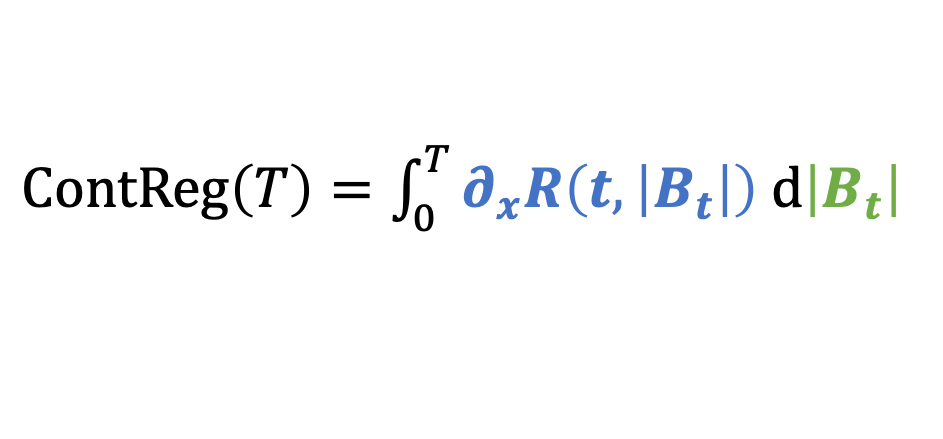 ContReg(T) = ∫₀ᵀ ∂ₓR(t, |Bₜ|) d|Bₜ|